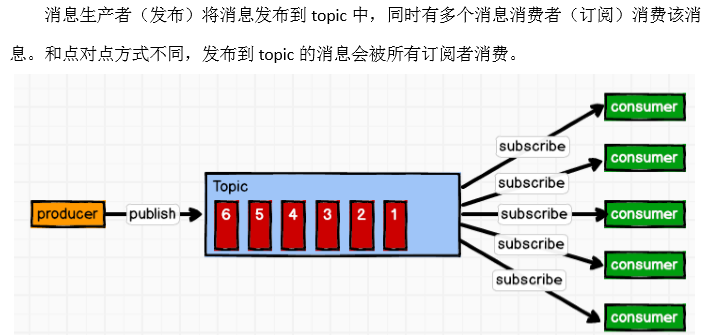 消息生产者（发布）将消息发布到 topic 中，同时有多个消息消费者（订阅）消费该消
息。和点对点方式不同，发布到 topic 的消息会被所有订阅者消费。
consumer
subscribe
consumer
Topic
subscribe
producer
publish
6 5 4 3 2 1
subscribe
consumer
subscribe
consumer
subscribe
consumer